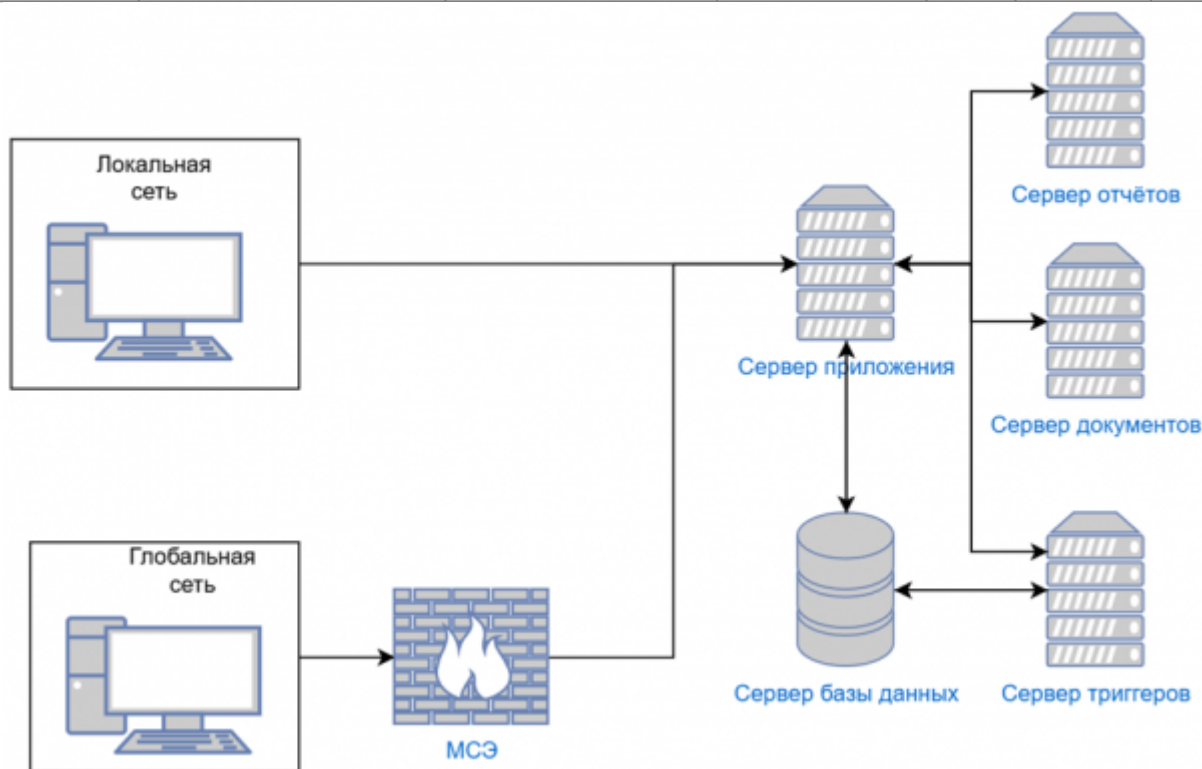 Сервер отчётов
Локальная
сеть
Сервер приложения
Сервер документов
Глобальная
сеть
МСЭ
Сервер базы данных
Сервер триггеров